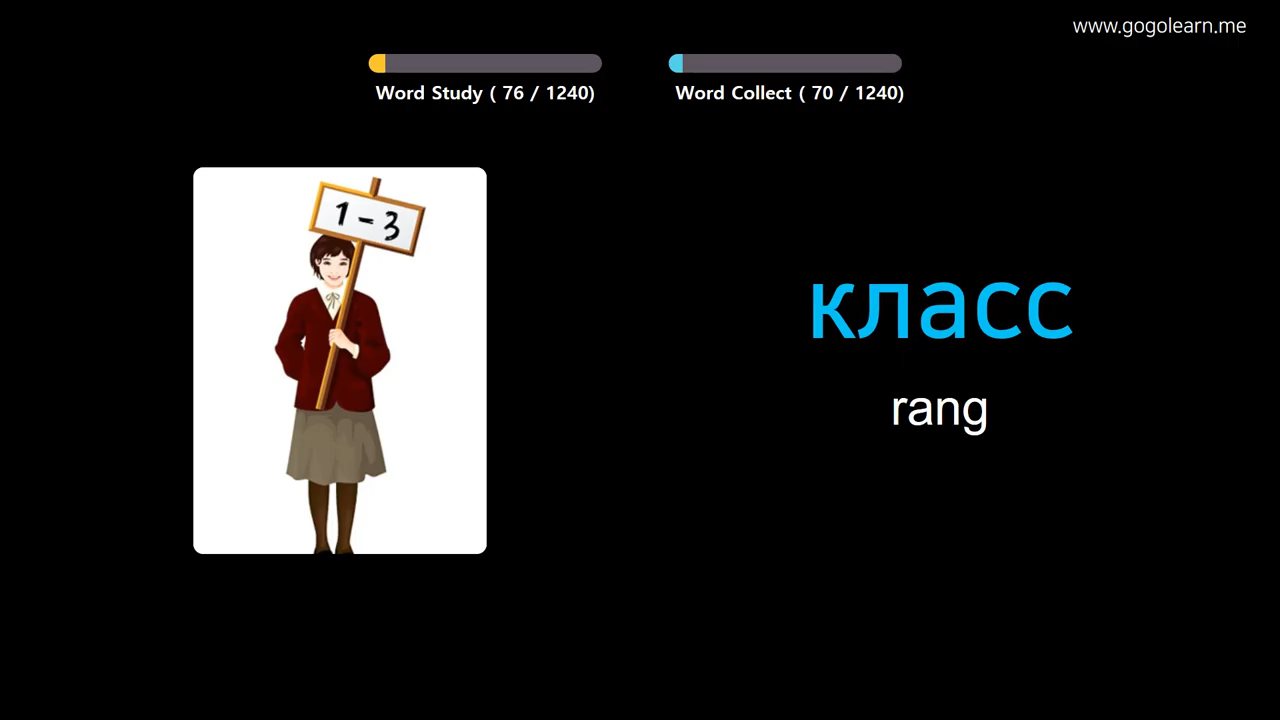 www.gogolearn.me
Word Study ( 76 / 1240)
Word Collect ( 70 / 1240)
1 - 3
класс
rang